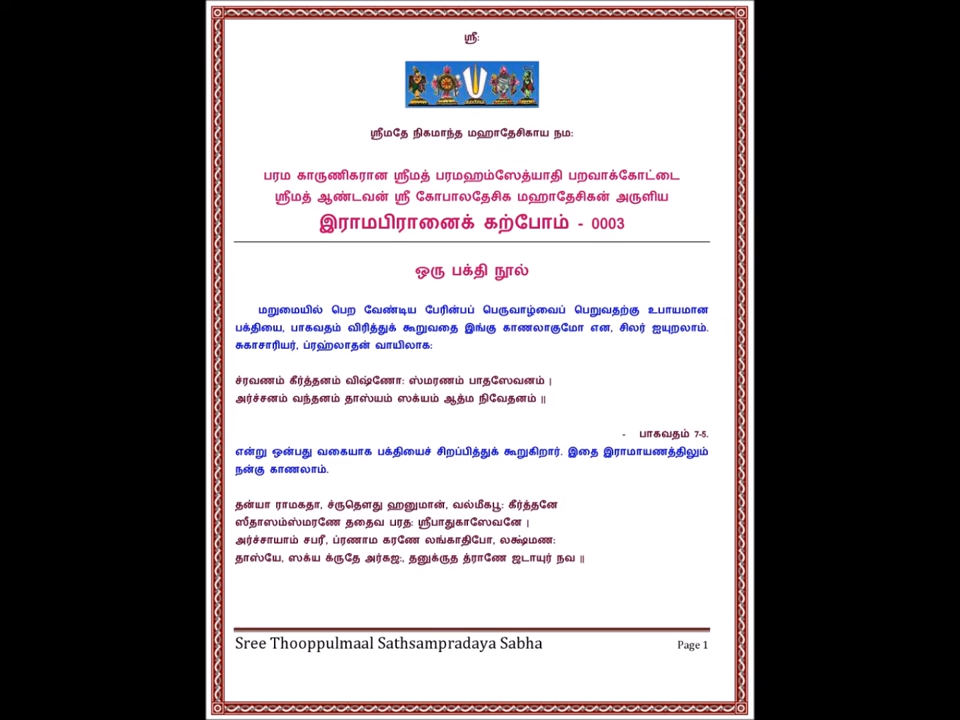 ஸ்ரீ:
ஸ்ரீமதே நிகமாந்த மஹாதேசிகாய நம:
பரம காருணிகரான ஸ்ரீமத் பரமஹம்ஸேத்யாதி பறவாக்கோட்டை
ஸ்ரீமத் ஆண்டவன் ஸ்ரீ கோபாலதேசிக மஹாதேசிகன் அருளிய
இராமபிரானைக் கற்போம் - 0003
ஒரு பக்தி நூல்
மறுமையில் பெற வேண்டிய பேரின்பப் பெருவாழ்வைப் பெறுவதற்கு உபாயமான
பக்தியை, பாகவதம் விரித்துக் கூறுவதை இங்கு காணலாகுமோ என, சிலர் ஐயுறலாம்.
சுகாசாரியர், ப்ரஹ்லாதன் வாயிலாக:
ச்ரவணம் கீர்த்தனம் விஷ்ணோ: ஸ்மரணம் பாதஸேவனம் |
அர்ச்சனம் வந்தனம் தாஸ்யம் ஸக்யம் ஆத்ம நிவேதனம் ||
- பாகவதம் 7-5.
என்று ஒன்பது வகையாக பக்தியைச் சிறப்பித்துக் கூறுகிறார். இதை இராமாயணத்திலும்
நன்கு காணலாம்.
தன்யா ராமகதா, ச்ருதௌது ஹனுமான், வல்மீகபூ: கீர்த்தனே
ஸீதாஸம்ஸ்மரணே ததைவ பரத: ஸ்ரீபாதுகாஸேவனே |
அர்ச்சாயாம் சபரீ, ப்ரணாம கரணே லங்காதிபோ, லக்ஷ்மண:
தாஸ்யே, ஸக்ய க்ருதே அர்கஜ:, தனுக்ருத த்ராணே ஜடாயுர் நவ ||
Sree Thooppulmaal Sathsampradaya Sabha
Page 1